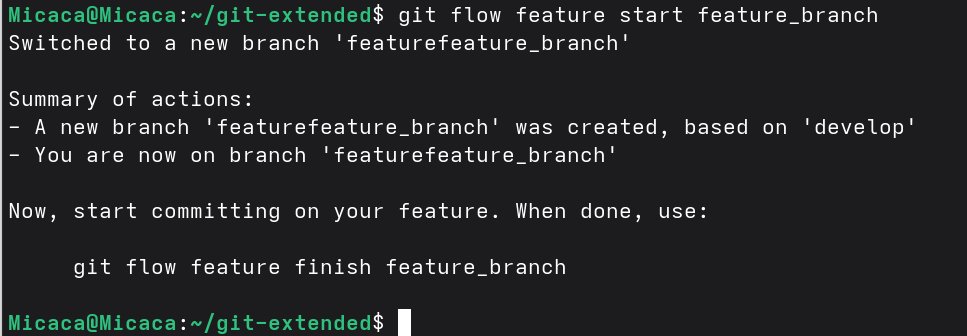 Micaca@Micaca:~/git-extended$ git flow feature start feature_branch
Switched to a new branch 'featurefeature_branch'
Summary of actions:
- A new branch 'featurefeature_branch' was created, based on 'develop'
- You are now on branch 'featurefeature_branch'
Now, start committing on your feature. When done, use:
git flow feature finish feature_branch
Micaca@Micaca:~/git-extended$